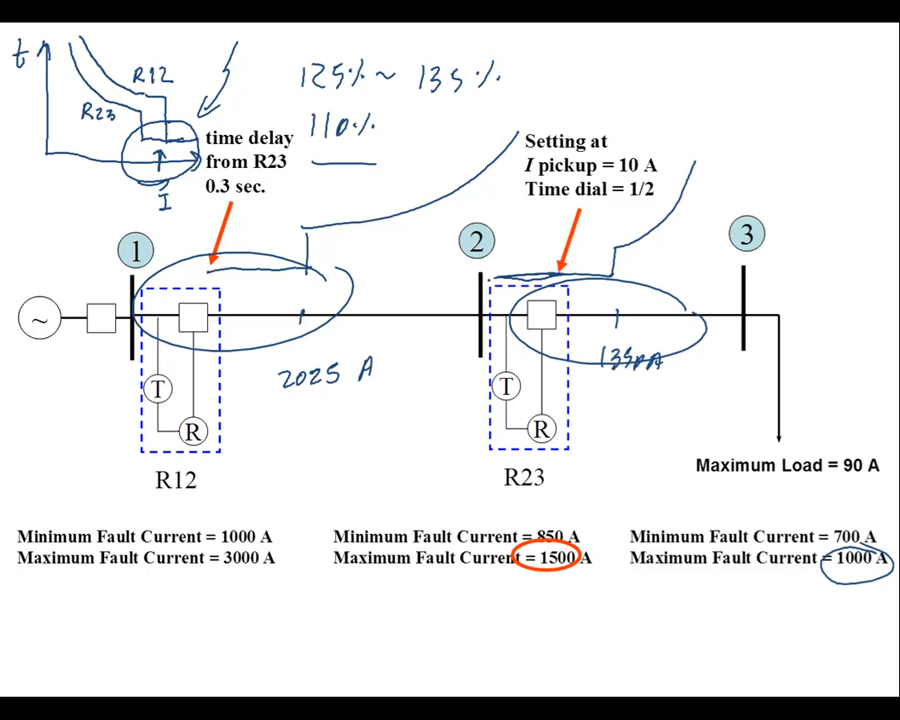 t
R12
R23
I
125% ~ 135%
110%
time delay
from R23
0.3 sec.
Setting at
I pickup = 10 A
Time dial = 1/2
1
2
3
~
2025 A
1350A
T
R
T
R
R12
R23
Maximum Load = 90 A
Minimum Fault Current = 1000 A
Maximum Fault Current = 3000 A
Minimum Fault Current = 850 A
Maximum Fault Current = 1500 A
Minimum Fault Current = 700 A
Maximum Fault Current = 1000 A